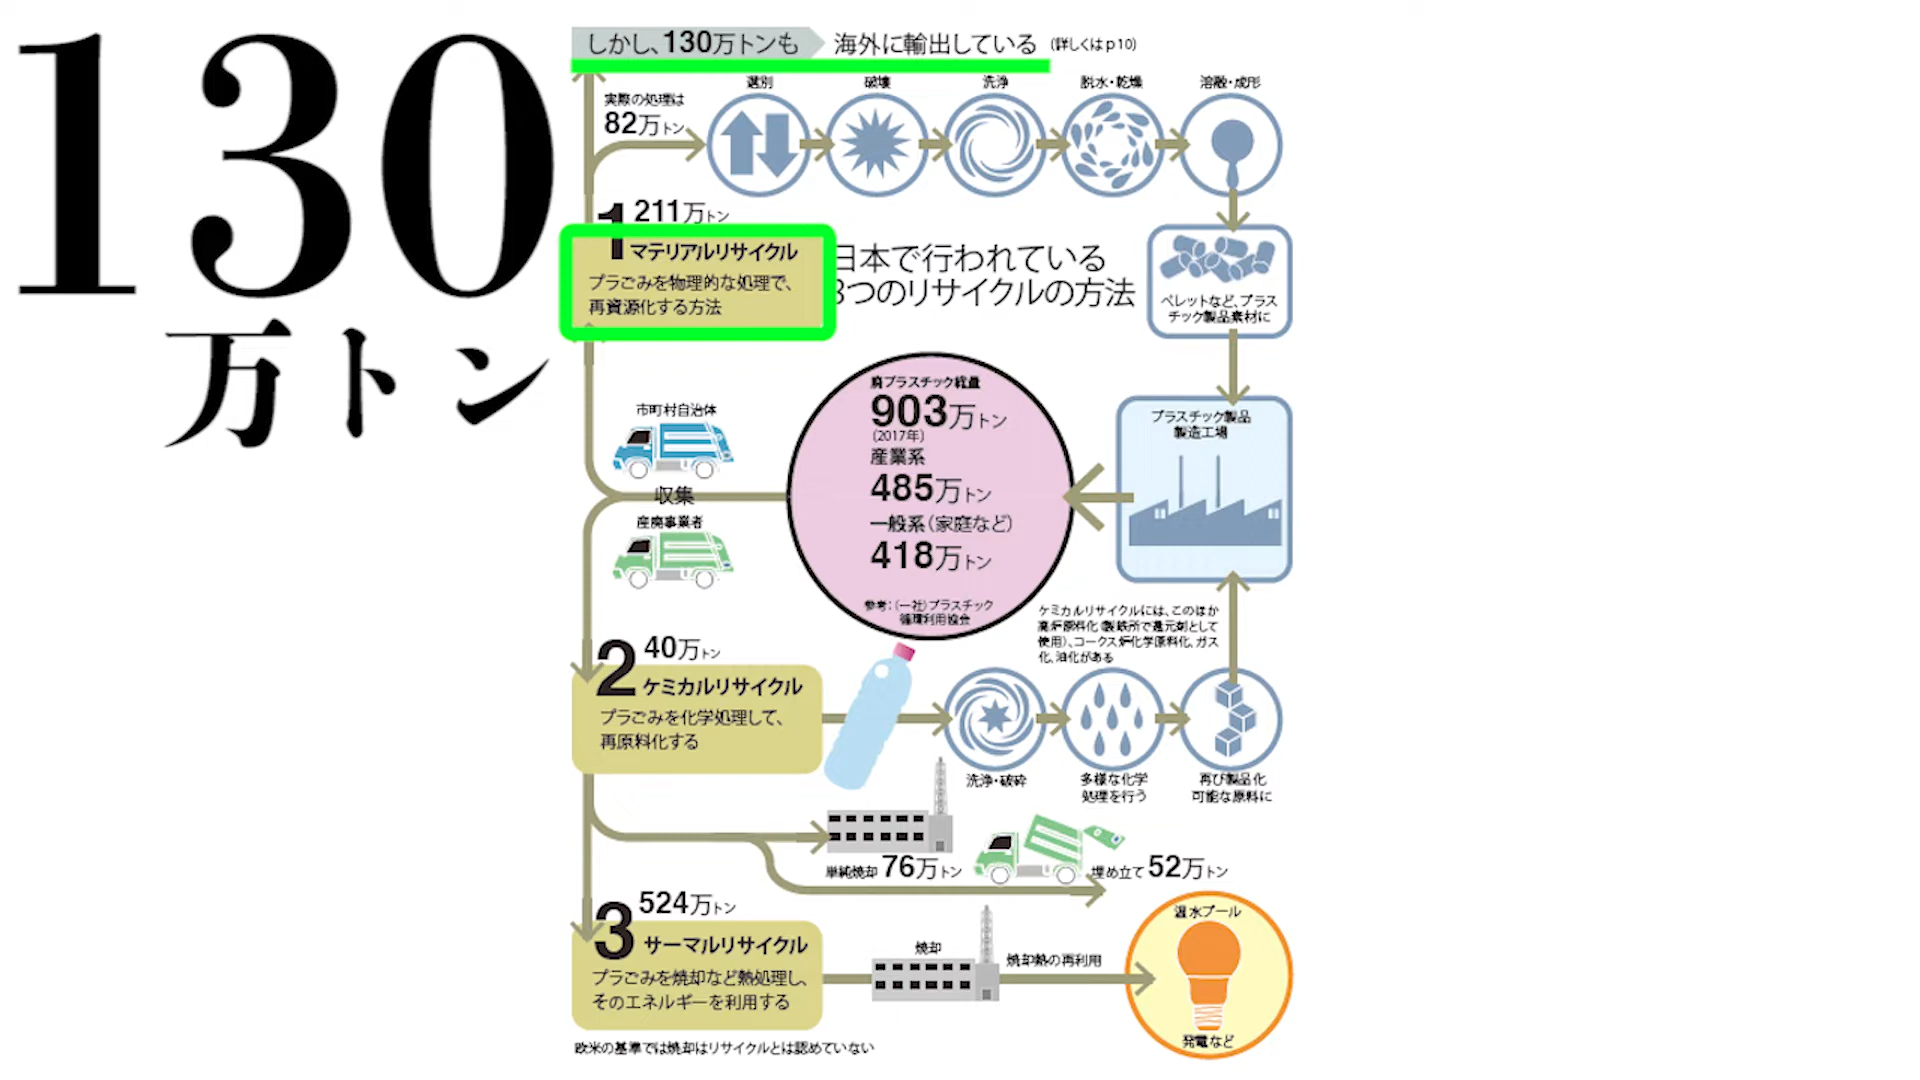 130
万トン
しかし、130万トンも 海外に輸出している (詳しくはp10)
実際の処理は
82万トン
選別
破壊
洗浄
脱水・乾燥
溶融・成形
1 211万トン
マテリアルリサイクル
プラごみを物理的な処理で、
再資源化する方法
日本で行われている
3つのリサイクルの方法
ペレットなど、プラス
チック製品素材に
プラスチック製品
製造工場
廃プラスチック総量
903万トン
(2017年)
産業系
485万トン
一般系(家庭など)
418万トン
参考:(一社)プラスチック
循環利用協会
市町村自治体
収集
産廃事業者
ケミカルリサイクルには、このほか
高炉原料化(製鉄所で還元剤として
使用)、コークス炉化学原料化、ガス
化、油化がある
2 40万トン
ケミカルリサイクル
プラごみを化学処理して、
再原料化する
洗浄・破砕
多様な化学
処理を行う
再び製品化
可能な原料に
単純焼却 76万トン
埋め立て 52万トン
3 524万トン
サーマルリサイクル
プラごみを焼却など熱処理し、
そのエネルギーを利用する
焼却
焼却熱の再利用
温水プール
発電など
欧米の基準では焼却はリサイクルとは認めていない